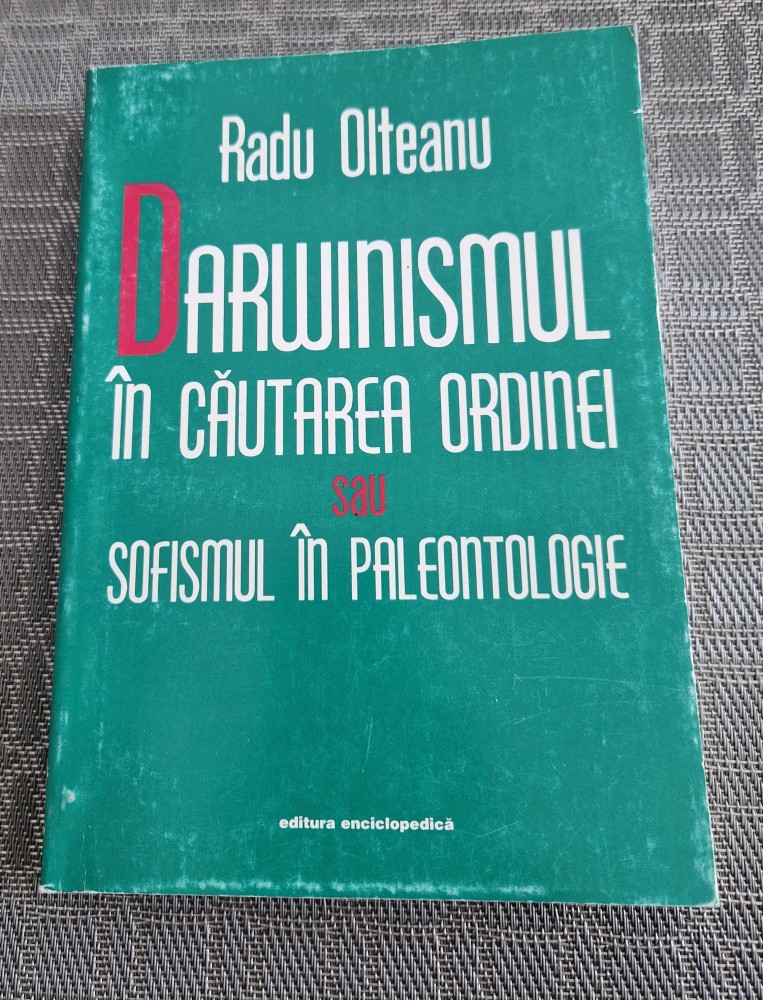 Radu Olteanu
DARWINISMUL
ÎN CĂUTAREA ORDINEI
sau
SOFISMUL ÎN PALEONTOLOGIE
editura enciclopedică